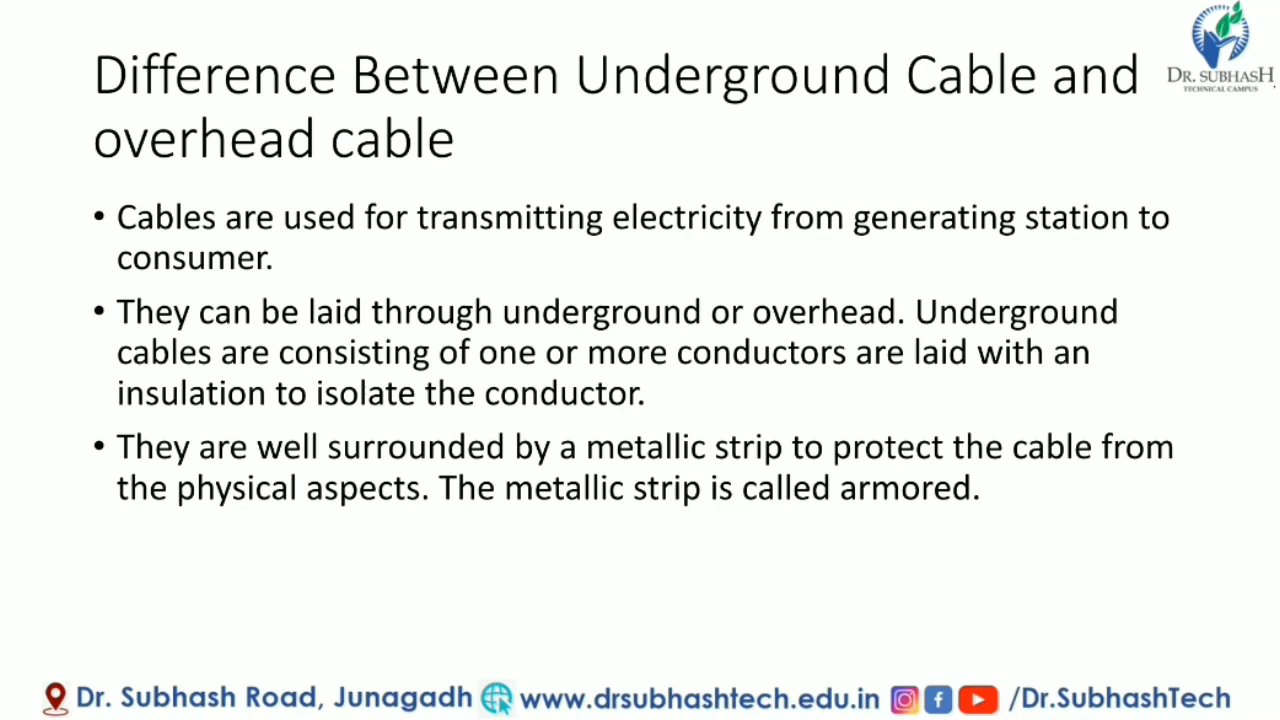 DR. SUBHASH
TECHNICAL CAMPUS
Difference Between Underground Cable and
overhead cable
• Cables are used for transmitting electricity from generating station to
consumer.
• They can be laid through underground or overhead. Underground
cables are consisting of one or more conductors are laid with an
insulation to isolate the conductor.
• They are well surrounded by a metallic strip to protect the cable from
the physical aspects. The metallic strip is called armored.
Dr. Subhash Road, Junagadh www.drsubhashtech.edu.in /Dr.SubhashTech